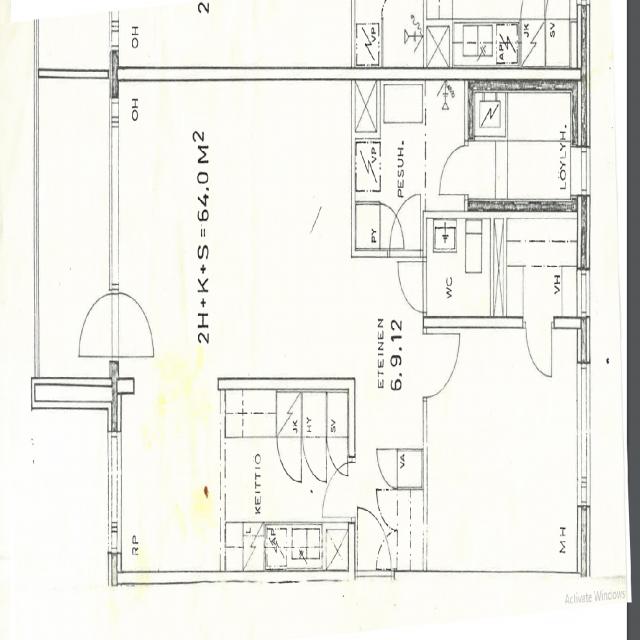 OH
2
VP
AP
JK
SV
OH
2H+K+S=64.0 M²
VP
PESUH.
PY
LÖYLYH.
WC
VH
ETEINEN
6.9.12
JK
HY
SV
KEITTIÖ
VA
L
AP
RP
MH
Activate Windows